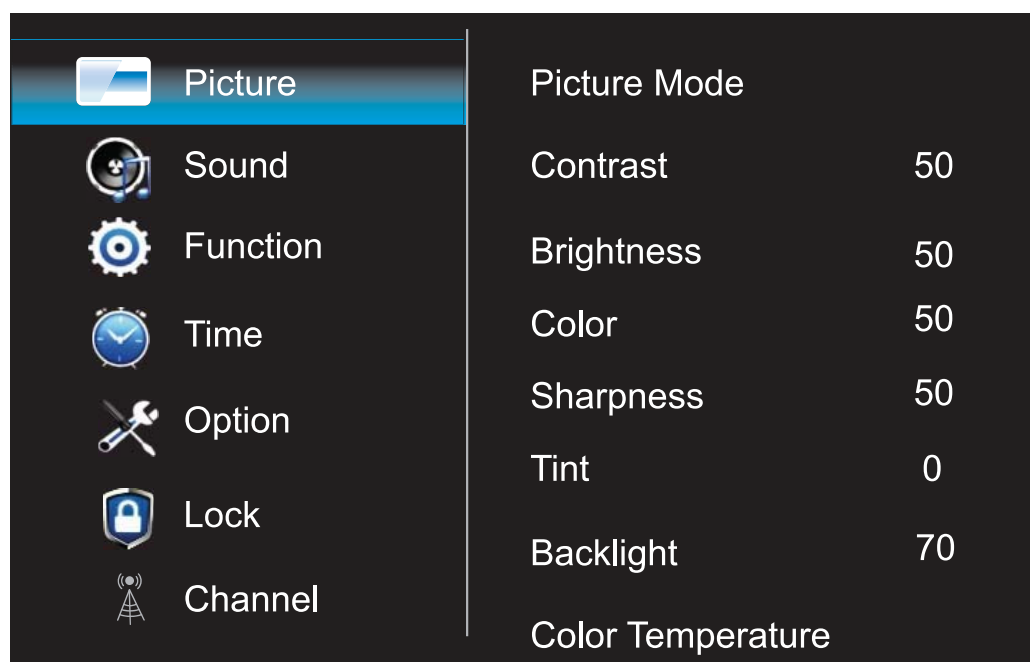 Picture
Sound
Function
Time
Option
Lock
Channel
Picture Mode
Contrast 50
Brightness 50
Color 50
Sharpness 50
Tint 0
Backlight 70
Color Temperature